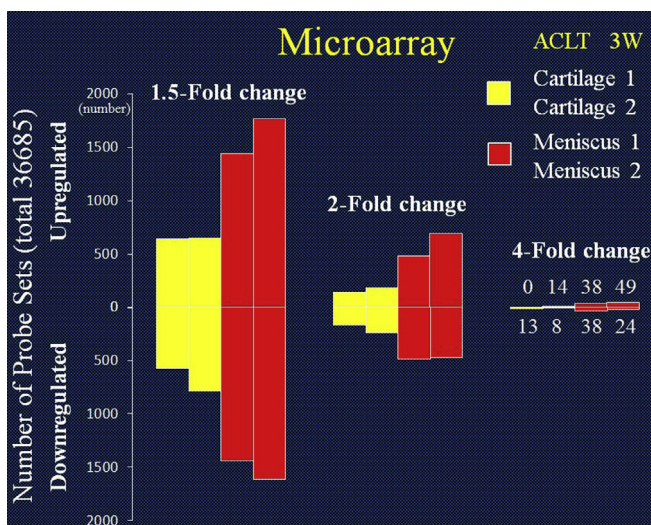 Microarray
ACLT 3W
Cartilage 1
Cartilage 2
Meniscus 1
Meniscus 2
Number of Probe Sets (total 36685)
Upregulated
Downregulated
2000
(number)
1500
1000
500
0
500
1000
1500
2000
1.5-Fold change
2-Fold change
4-Fold change
0 14 38 49
13 8 38 24